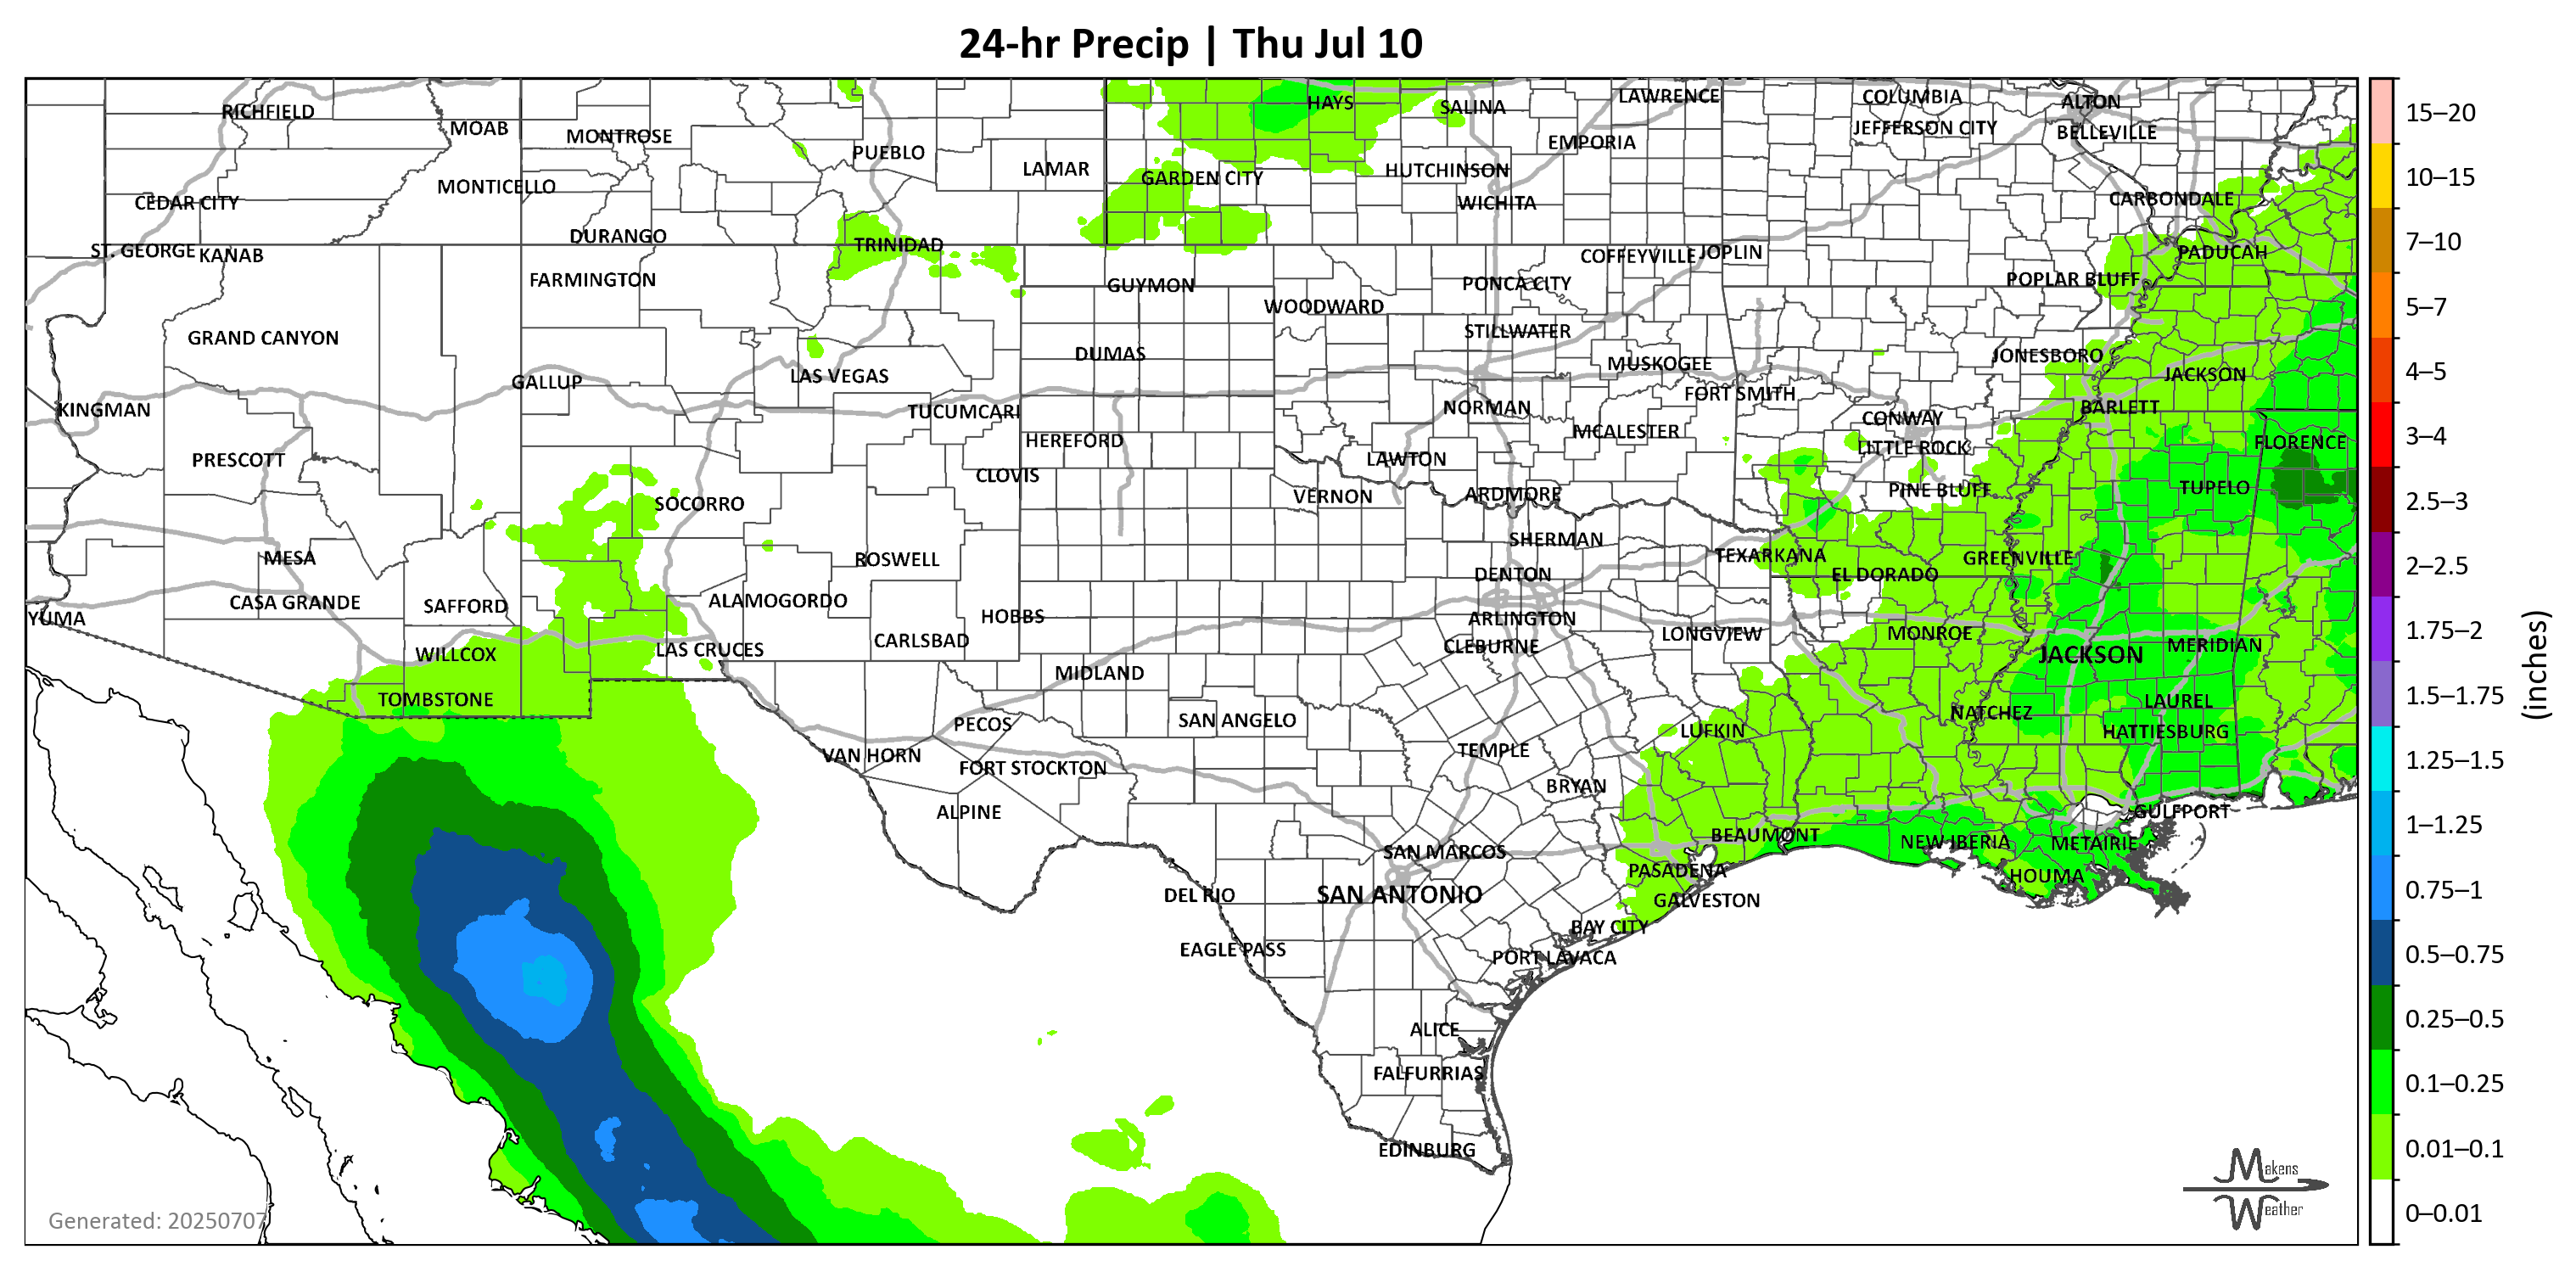 24-hr Precip | Thu Jul 10
RICHFIELD
MOAB
MONTROSE
PUEBLO
LAMAR
HAYS
SALINA
LAWRENCE
COLUMBIA
ALTON
JEFFERSON CITY
BELLEVILLE
EMPORIA
HUTCHINSON
GARDEN CITY
MONTICELLO
CEDAR CITY
WICHITA
CARBONDALE
DURANGO
TRINIDAD
ST. GEORGE
KANAB
COFFEYVILLE
JOPLIN
PADUCAH
FARMINGTON
GUYMON
PONCA CITY
POPLAR BLUFF
WOODWARD
GRAND CANYON
STILLWATER
DUMAS
JONESBORO
MUSKOGEE
LAS VEGAS
JACKSON
GALLUP
FORT SMITH
KINGMAN
TUCUMCARI
NORMAN
BARLETT
CONWAY
MCALESTER
HEREFORD
LITTLE ROCK
FLORENCE
PRESCOTT
LAWTON
CLOVIS
TUPELO
VERNON
ARDMORE
PINE BLUFF
SOCORRO
SHERMAN
MESA
ROSWELL
TEXARKANA
GREENVILLE
DENTON
EL DORADO
CASA GRANDE
SAFFORD
ALAMOGORDO
HOBBS
YUMA
ARLINGTON
CARLSBAD
LONGVIEW
MONROE
CLEBURNE
WILLCOX
LAS CRUCES
JACKSON
MERIDIAN
MIDLAND
TOMBSTONE
LAUREL
PECOS
SAN ANGELO
NATCHEZ
LUFKIN
HATTIESBURG
VAN HORN
TEMPLE
FORT STOCKTON
BRYAN
ALPINE
GULFPORT
BEAUMONT
NEW IBERIA
METAIRIE
SAN MARCOS
PASADENA
HOUMA
DEL RIO
SAN ANTONIO
GALVESTON
BAY CITY
EAGLE PASS
PORT LAVACA
ALICE
FALFURRIAS
EDINBURG
Generated: 20250707
Makens
Weather
15–20
10–15
7–10
5–7
4–5
3–4
2.5–3
2–2.5
1.75–2
1.5–1.75
1.25–1.5
1–1.25
0.75–1
0.5–0.75
0.25–0.5
0.1–0.25
0.01–0.1
0–0.01
(inches)